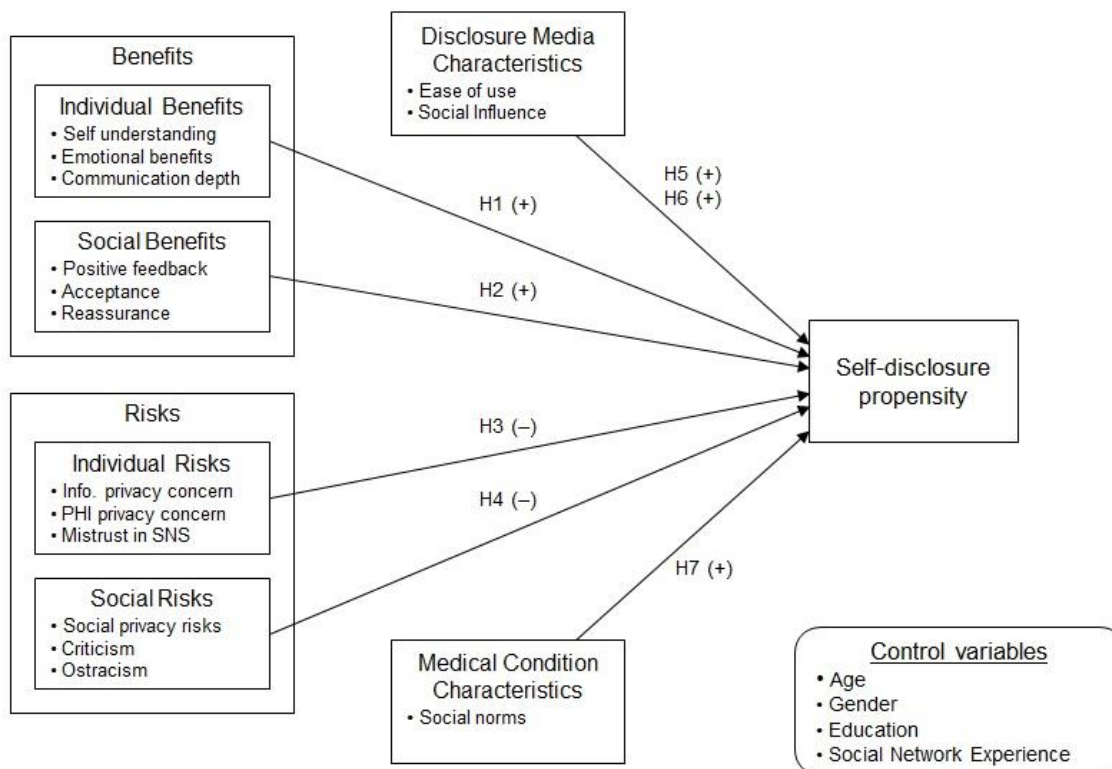 Benefits
Individual Benefits
• Self understanding
• Emotional benefits
• Communication depth
Social Benefits
• Positive feedback
• Acceptance
• Reassurance
Risks
Individual Risks
• Info. privacy concern
• PHI privacy concern
• Mistrust in SNS
Social Risks
• Social privacy risks
• Criticism
• Ostracism
Disclosure Media
Characteristics
• Ease of use
• Social Influence
H1 (+)
H2 (+)
H3 (–)
H4 (–)
H5 (+)
H6 (+)
H7 (+)
Medical Condition
Characteristics
• Social norms
Self-disclosure
propensity
Control variables
• Age
• Gender
• Education
• Social Network Experience